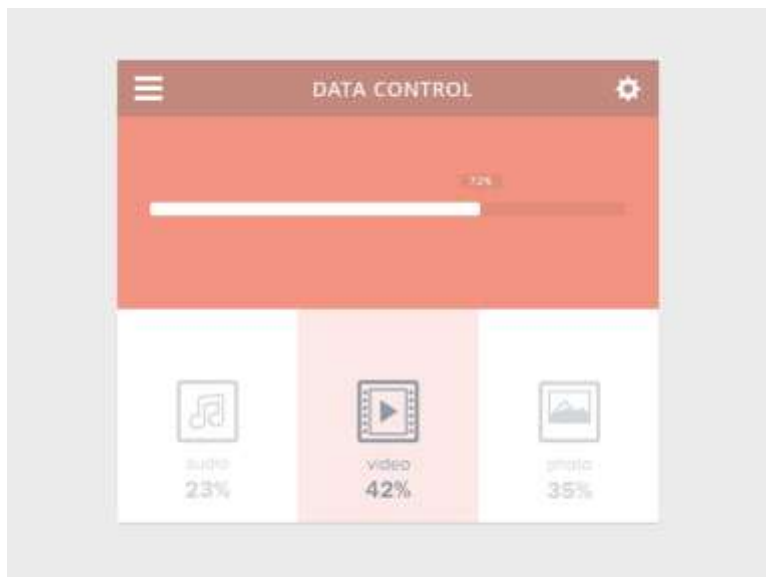 DATA CONTROL
72%
audio
23%
video
42%
photo
35%